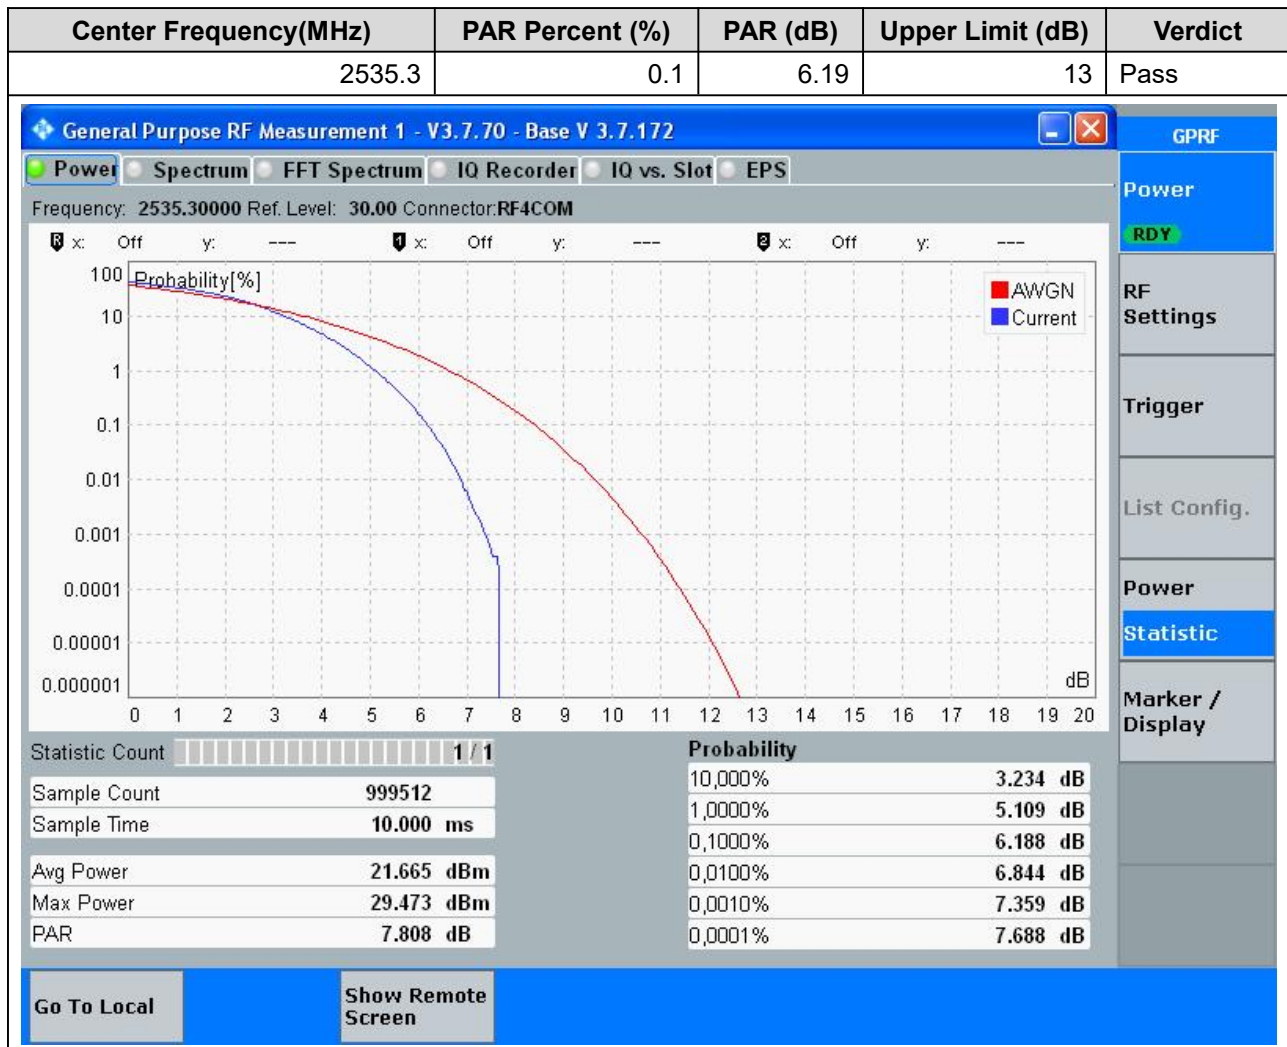 Center Frequency(MHz) PAR Percent (%) PAR (dB) Upper Limit (dB) Verdict
2535.3 0.1 6.19 13 Pass
General Purpose RF Measurement 1 - V3.7.70 - Base V 3.7.172
GPRF
Power Spectrum FFT Spectrum IQ Recorder IQ vs. Slot EPS
Frequency: 2535.30000 Ref. Level: 30.00 Connector:RF4COM
R x: Off y: --- 1 x: Off y: --- 2 x: Off y: ---
Probability[%]
100
10
1
0.1
0.01
0.001
0.0001
0.00001
0.000001
AWGN
Current
dB
0 1 2 3 4 5 6 7 8 9 10 11 12 13 14 15 16 17 18 19 20
Statistic Count 1 / 1
Sample Count 999512
Sample Time 10.000 ms
Avg Power 21.665 dBm
Max Power 29.473 dBm
PAR 7.808 dB
Probability
10,000% 3.234 dB
1,0000% 5.109 dB
0,1000% 6.188 dB
0,0100% 6.844 dB
0,0010% 7.359 dB
0,0001% 7.688 dB
Power
RDY
RF
Settings
Trigger
List Config.
Power
Statistic
Marker /
Display
Go To Local
Show Remote
Screen